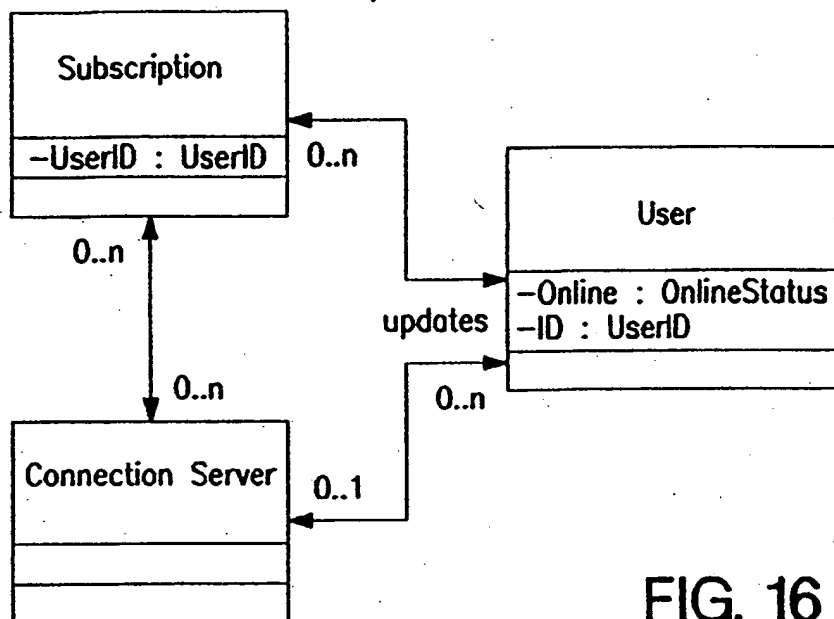 Subscription
-UserID : UserID
0..n
0..n
User
-Online : OnlineStatus
-ID : UserID
updates
0..n
0..n
Connection Server
0..1
FIG. 16